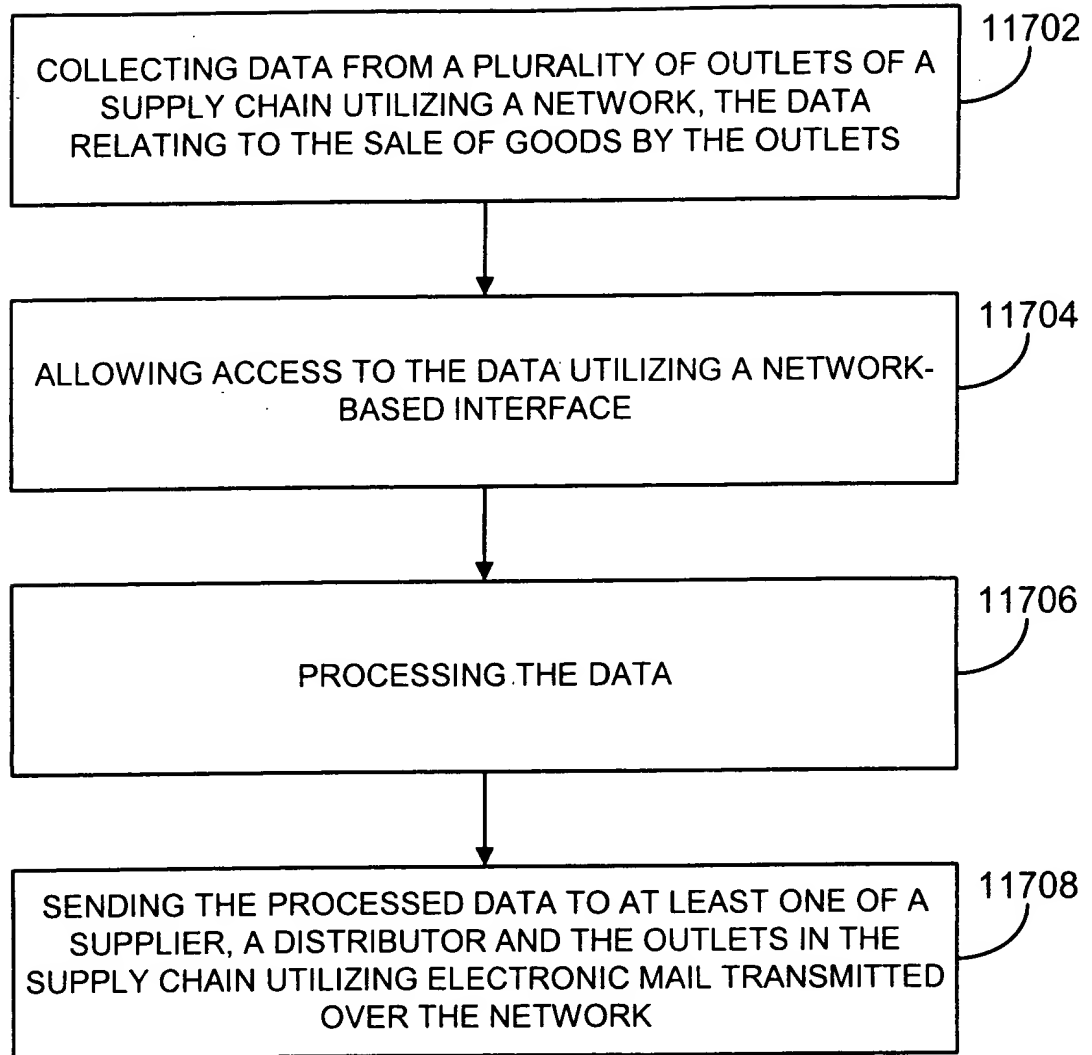 11702
COLLECTING DATA FROM A PLURALITY OF OUTLETS OF A
SUPPLY CHAIN UTILIZING A NETWORK, THE DATA
RELATING TO THE SALE OF GOODS BY THE OUTLETS
11704
ALLOWING ACCESS TO THE DATA UTILIZING A NETWORK-
BASED INTERFACE
11706
PROCESSING THE DATA
11708
SENDING THE PROCESSED DATA TO AT LEAST ONE OF A
SUPPLIER, A DISTRIBUTOR AND THE OUTLETS IN THE
SUPPLY CHAIN UTILIZING ELECTRONIC MAIL TRANSMITTED
OVER THE NETWORK